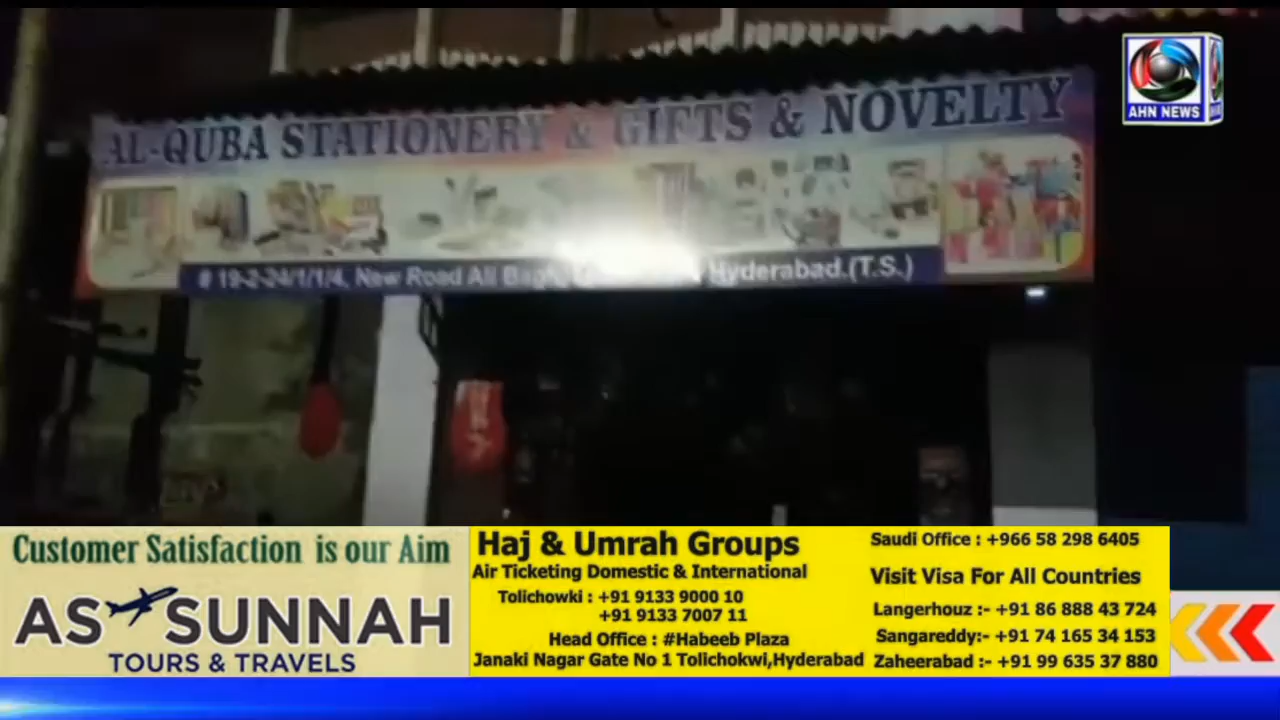 AHN NEWS
AL-QUBA STATIONERY & GIFTS & NOVELTY
# 19-2-24/1/1/4, New Road Ali Hyderabad.(T.S.)
Customer Satisfaction is our Aim
AS SUNNAH
TOURS & TRAVELS
Haj & Umrah Groups
Air Ticketing Domestic & International
Tolichowki : +91 9133 9000 10
+91 9133 7007 11
Head Office : #Habeeb Plaza
Janaki Nagar Gate No 1 Tolichokwi,Hyderabad
Saudi Office : +966 58 298 6405
Visit Visa For All Countries
Langerhouz :- +91 86 888 43 724
Sangareddy:- +91 74 165 34 153
Zaheerabad :- +91 99 635 37 880